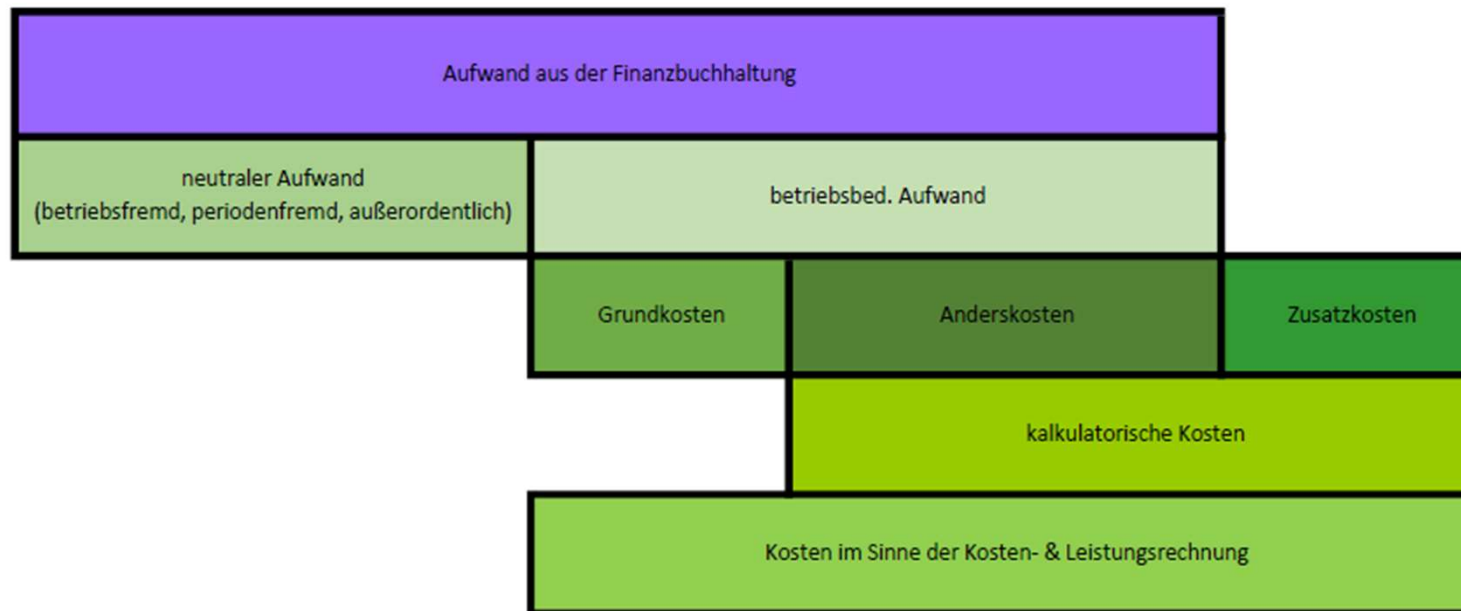 Aufwand aus der Finanzbuchhaltung
neutraler Aufwand
(betriebsfremd, periodenfremd, außerordentlich)
betriebsbed. Aufwand
Grundkosten
Anderskosten
Zusatzkosten
kalkulatorische Kosten
Kosten im Sinne der Kosten- & Leistungsrechnung